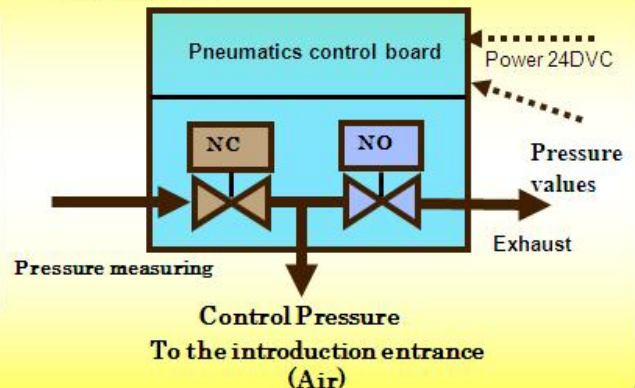 Pneumatics control board
Power 24DVC
NC
NO
Pressure
values
Exhaust
Pressure measuring
Control Pressure
To the introduction entrance
(Air)